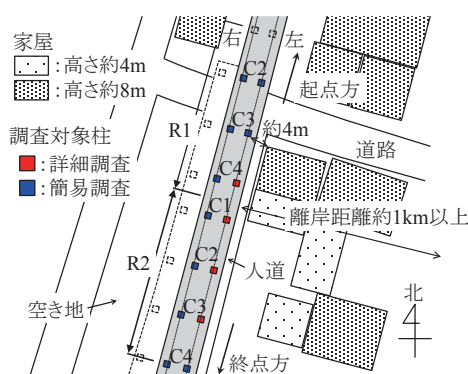 家屋
:高さ約4m
:高さ約8m
調査対象柱
:詳細調査
:簡易調査
右
左
起点方
C2
R1
C3
約4m
道路
C4
C1
離岸距離約1km以上
R2
C2
人道
空き地
C3
北
C4
終点方